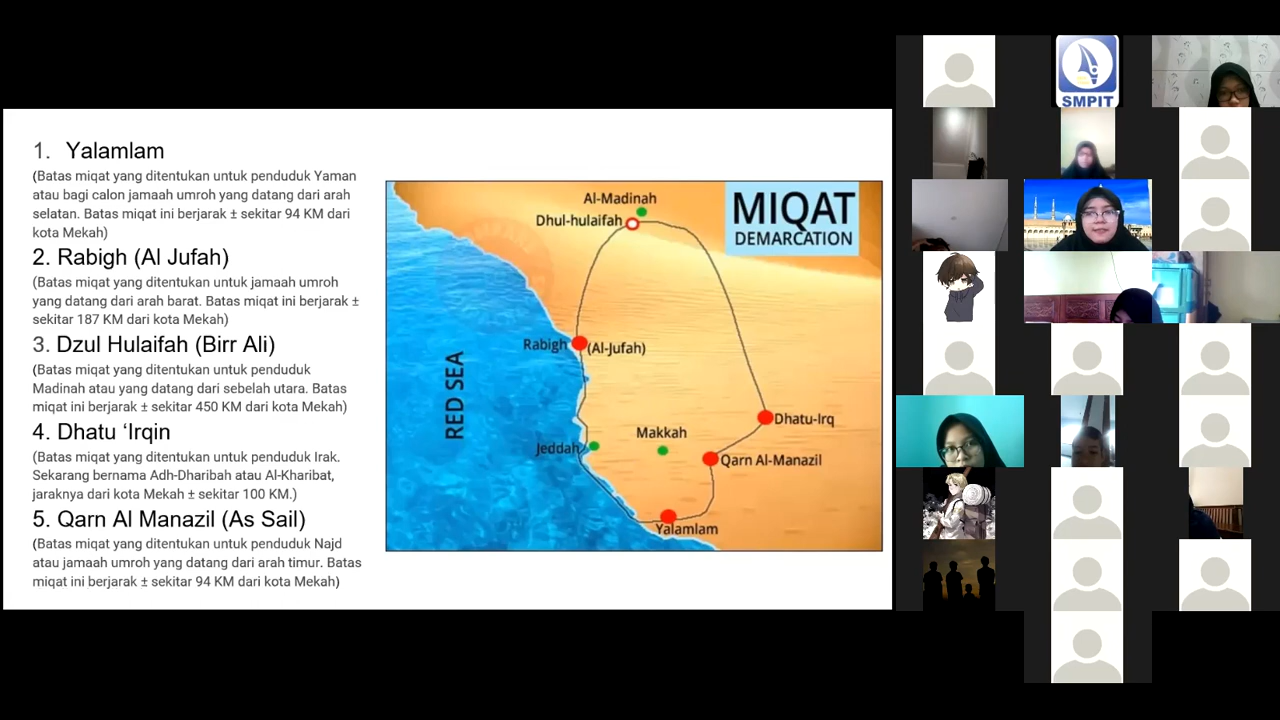 1. Yalamlam
(Batas miqat yang ditentukan untuk penduduk Yaman
atau bagi calon jamaah umroh yang datang dari arah
selatan. Batas miqat ini berjarak ± sekitar 94 KM dari
kota Mekah)
2. Rabigh (Al Jufah)
(Batas miqat yang ditentukan untuk jamaah umroh
yang datang dari arah barat. Batas miqat ini berjarak ±
sekitar 187 KM dari kota Mekah)
3. Dzul Hulaifah (Birr Ali)
(Batas miqat yang ditentukan untuk penduduk
Madinah atau yang datang dari sebelah utara. Batas
miqat ini berjarak ± sekitar 450 KM dari kota Mekah)
4. Dhatu ‘Irqin
(Batas miqat yang ditentukan untuk penduduk Irak.
Sekarang bernama Adh-Dharibah atau Al-Kharibat,
jaraknya dari kota Mekah ± sekitar 100 KM.)
5. Qarn Al Manazil (As Sail)
(Batas miqat yang ditentukan untuk penduduk Najd
atau jamaah umroh yang datang dari arah timur. Batas
miqat ini berjarak ± sekitar 94 KM dari kota Mekah)
MIQAT
DEMARCATION
Al-Madinah
Dhul-hulaifah
Rabigh
(Al-Jufah)
RED SEA
Dhatu-Irq
Makkah
Jeddah
Qarn Al-Manazil
Yalamlam
SMPIT